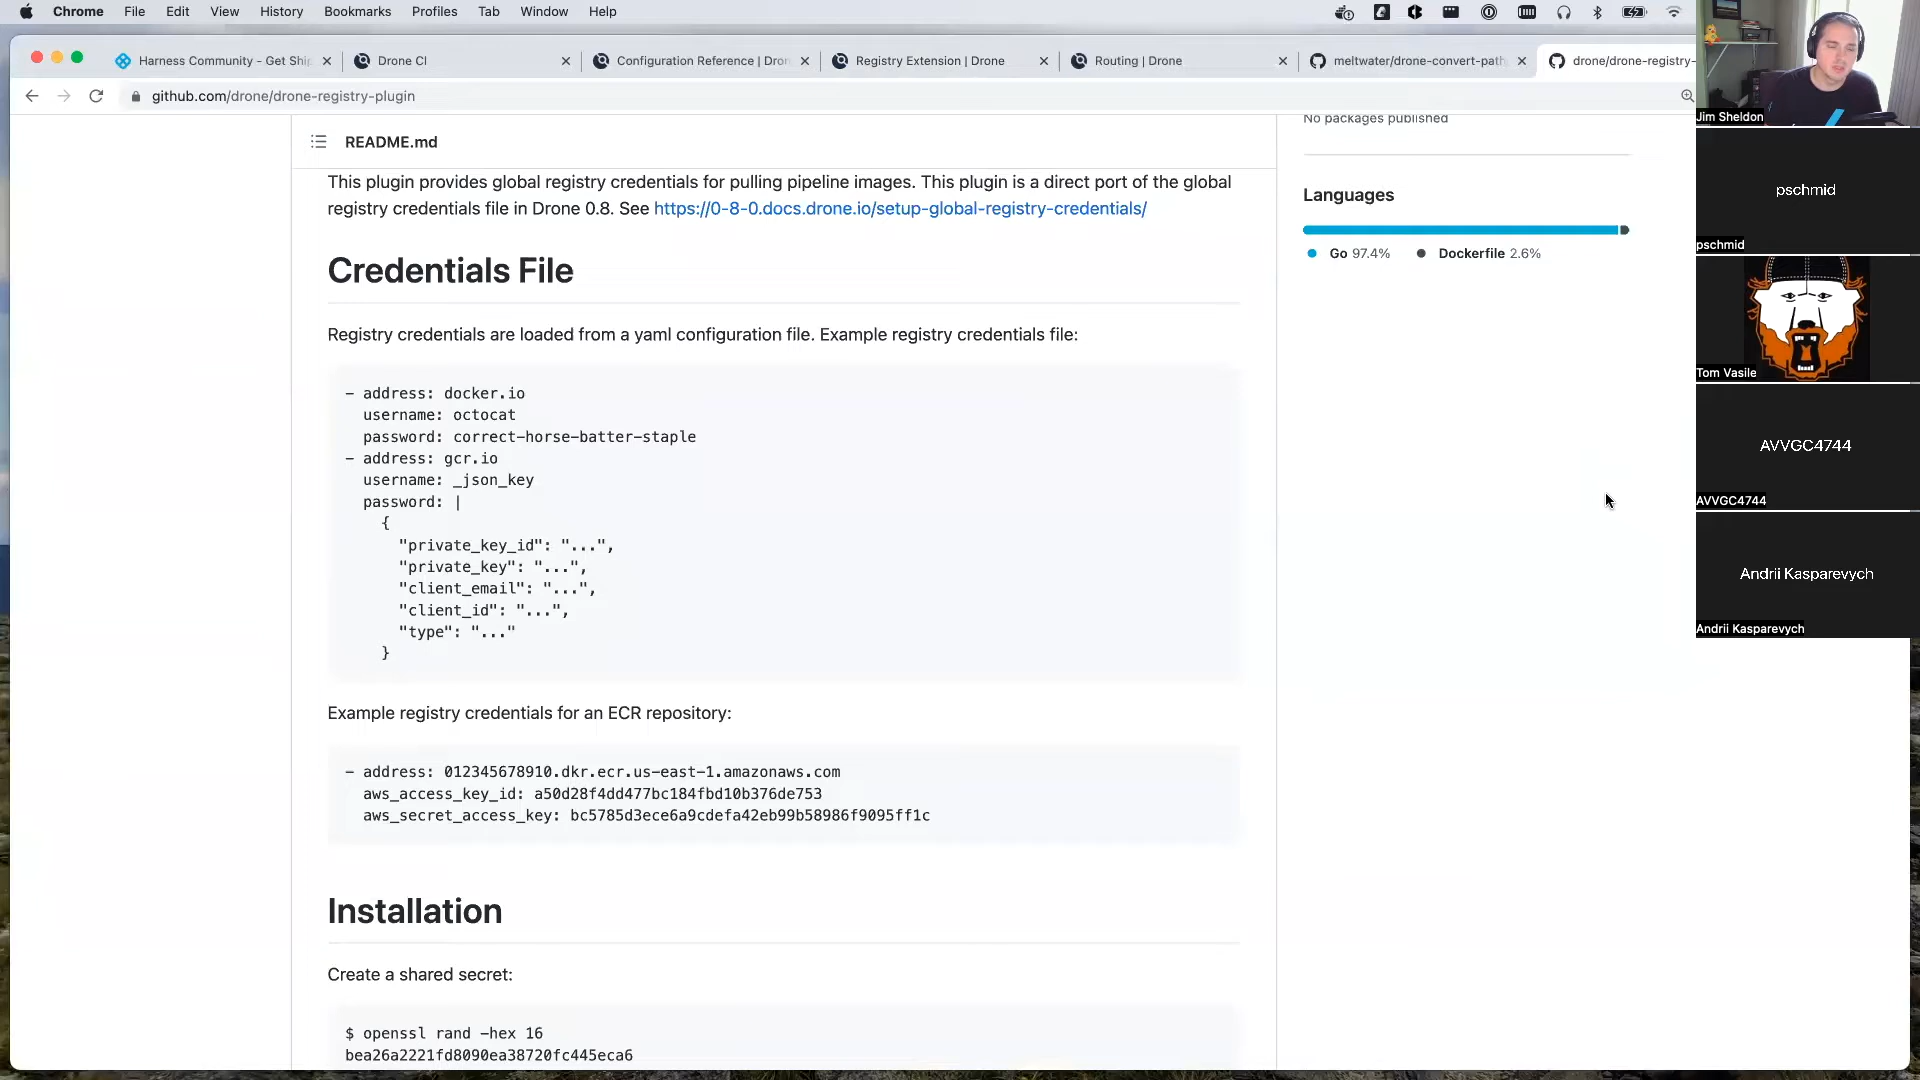 Chrome File Edit View History Bookmarks Profiles Tab Window Help
Harness Community - Get Ship
Drone CI
Configuration Reference | Dron
Registry Extension | Drone
Routing | Drone
meltwater/drone-convert-path
drone/drone-registry-
github.com/drone/drone-registry-plugin
README.md
This plugin provides global registry credentials for pulling pipeline images. This plugin is a direct port of the global
registry credentials file in Drone 0.8. See https://0-8-0.docs.drone.io/setup-global-registry-credentials/
Credentials File
Registry credentials are loaded from a yaml configuration file. Example registry credentials file:
- address: docker.io
username: octocat
password: correct-horse-batter-staple
- address: gcr.io
username: _json_key
password: |
{
"private_key_id": "...",
"private_key": "...",
"client_email": "...",
"client_id": "...",
"type": "..."
}
Example registry credentials for an ECR repository:
- address: 012345678910.dkr.ecr.us-east-1.amazonaws.com
aws_access_key_id: a50d28f4dd477bc184fbd10b376de753
aws_secret_access_key: bc5785d3ece6a9cdefa42eb99b58986f9095ff1c
Installation
Create a shared secret:
$ openssl rand -hex 16
bea26a2221fd8090ea38720fc445eca6
No packages published
Languages
Go 97.4% Dockerfile 2.6%
Jim Sheldon
pschmid
pschmid
Tom Vasile
AVVGC4744
AVVGC4744
Andrii Kasparevych
Andrii Kasparevych